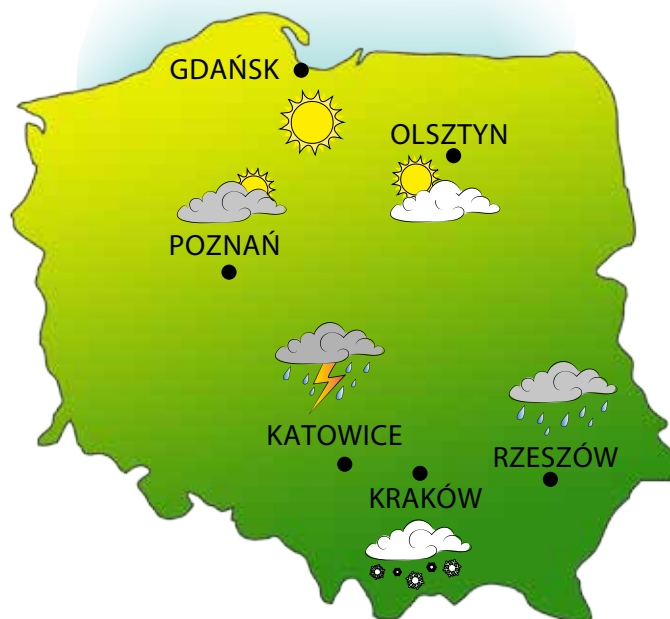 GDAŃSK
OLSZTYN
POZNAŃ
KATOWICE
RZESZÓW
KRAKÓW